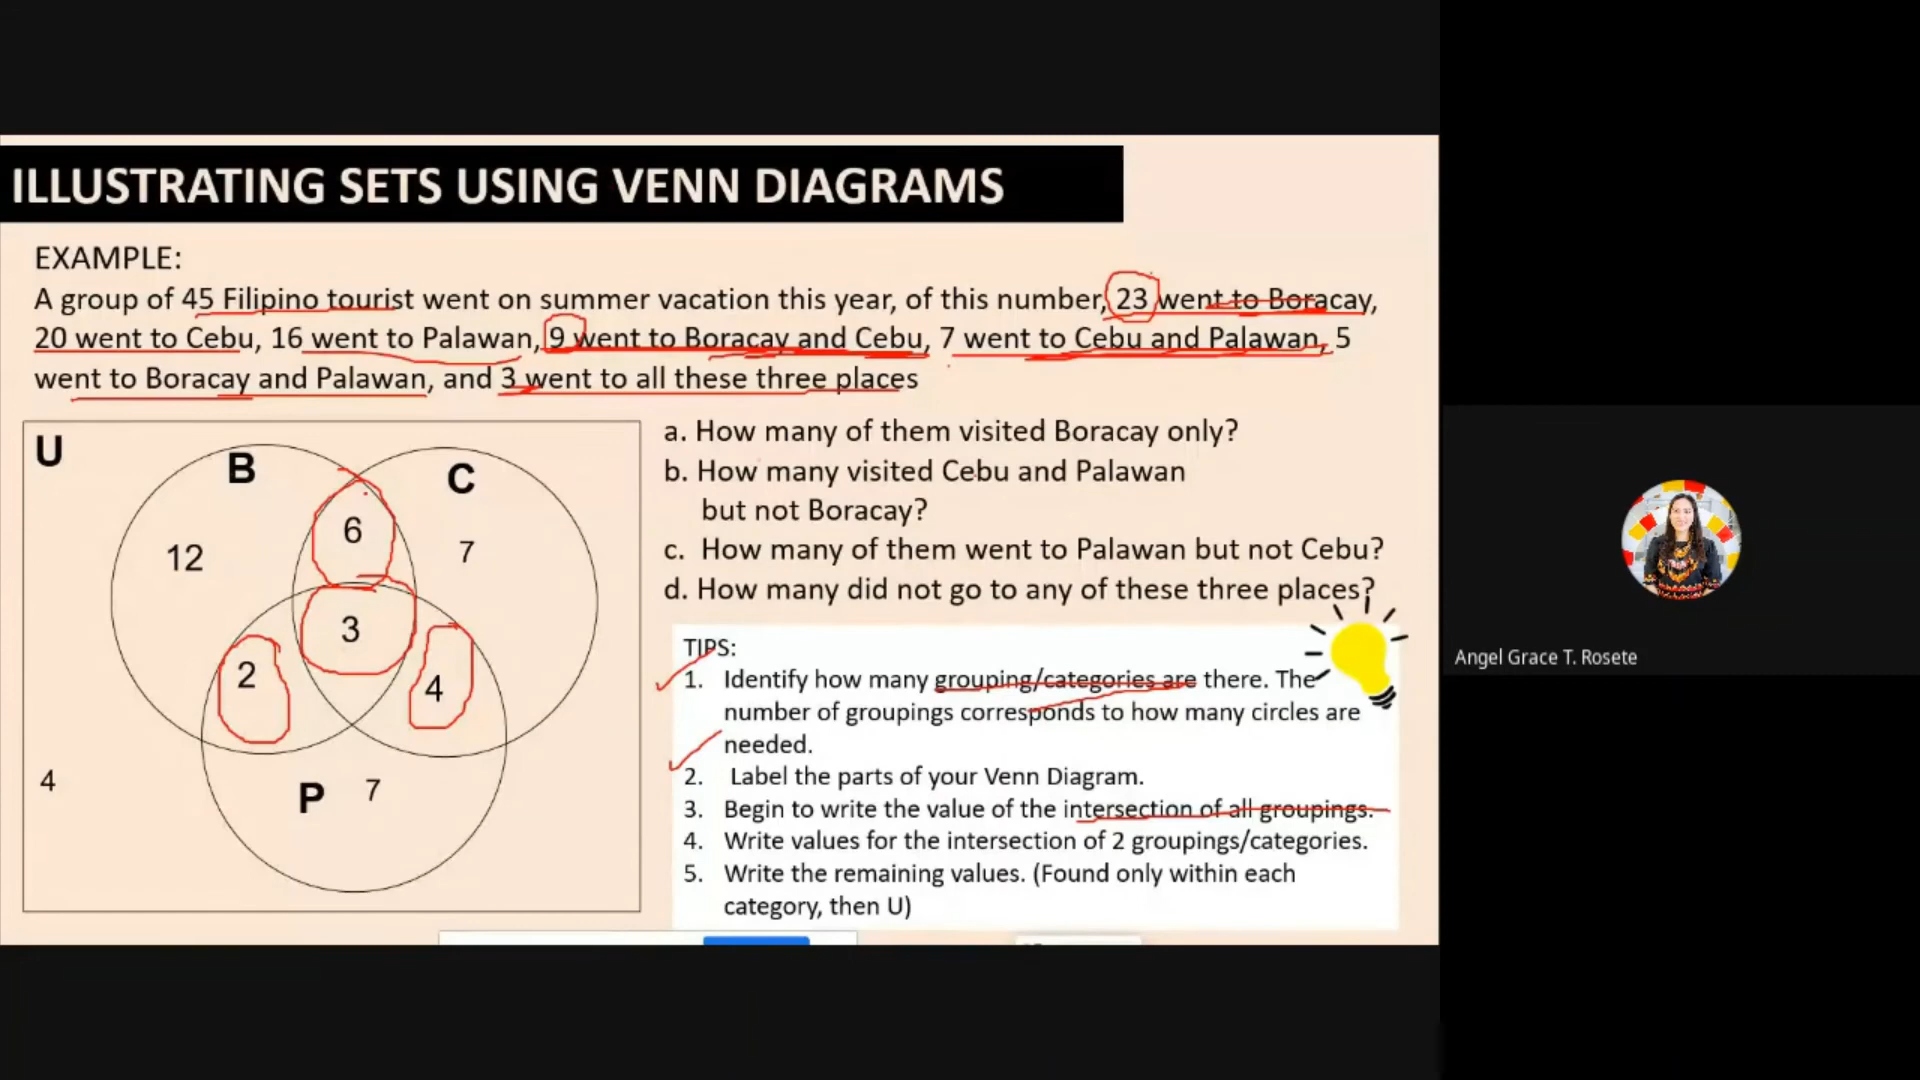 ILLUSTRATING SETS USING VENN DIAGRAMS
EXAMPLE:
A group of 45 Filipino tourist went on summer vacation this year, of this number, 23 went to Boracay,
20 went to Cebu, 16 went to Palawan, 9 went to Boracay and Cebu, 7 went to Cebu and Palawan, 5
went to Boracay and Palawan, and 3 went to all these three places
U
B
C
6
12
7
3
2
4
4
P
7
a. How many of them visited Boracay only?
b. How many visited Cebu and Palawan
but not Boracay?
c. How many of them went to Palawan but not Cebu?
d. How many did not go to any of these three places?
TIPS:
1. Identify how many grouping/categories are there. The
number of groupings corresponds to how many circles are
needed.
2. Label the parts of your Venn Diagram.
3. Begin to write the value of the intersection of all groupings.
4. Write values for the intersection of 2 groupings/categories.
5. Write the remaining values. (Found only within each
category, then U)
Angel Grace T. Rosete